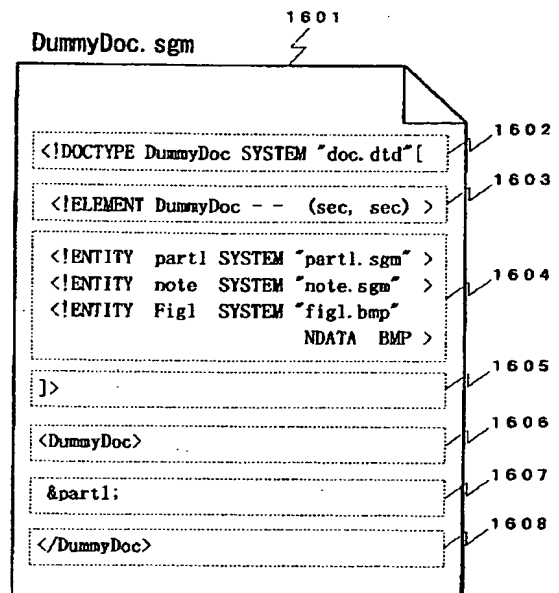 1601
DummyDoc.sgm
<!DOCTYPE DummyDoc SYSTEM "doc.dtd"[
1602
<!ELEMENT DummyDoc - - (sec, sec) >
1603
<!ENTITY part1 SYSTEM "part1.sgm" >
<!ENTITY note SYSTEM "note.sgm" >
<!ENTITY Fig1 SYSTEM "fig1.bmp"
NDATA BMP >
1604
]>
1605
<DummyDoc>
1606
&part1;
1607
</DummyDoc>
1608